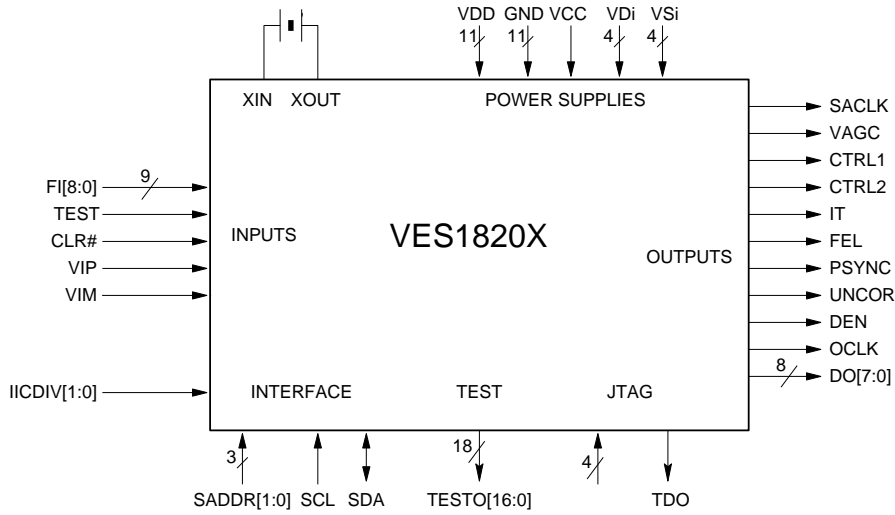 VDD GND VCC VDi VSi
11 11 4 4
XIN XOUT POWER SUPPLIES
SACLK
VAGC
CTRL1
CTRL2
IT
FEL
PSYNC
UNCOR
DEN
OCLK
8 DO[7:0]
9
FI[8:0]
TEST
CLR#
VIP
VIM
INPUTS
VES1820X
OUTPUTS
IICDIV[1:0]
INTERFACE TEST JTAG
3 18 4
SADDR[1:0] SCL SDA TESTO[16:0] TDO